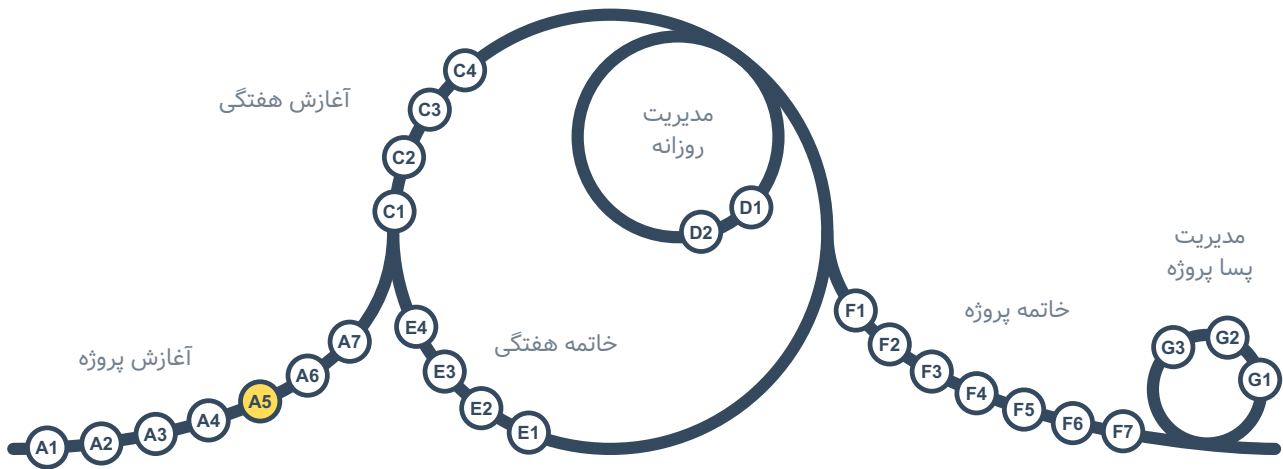 آغازش پروژه
A1
A2
A3
A4
A5
A6
A7
آغازش هفتگی
C1
C2
C3
C4
مدیریت
روزانه
D1
D2
خاتمه هفتگی
E1
E2
E3
E4
خاتمه پروژه
F1
F2
F3
F4
F5
F6
F7
مدیریت
پسا پروژه
G1
G2
G3